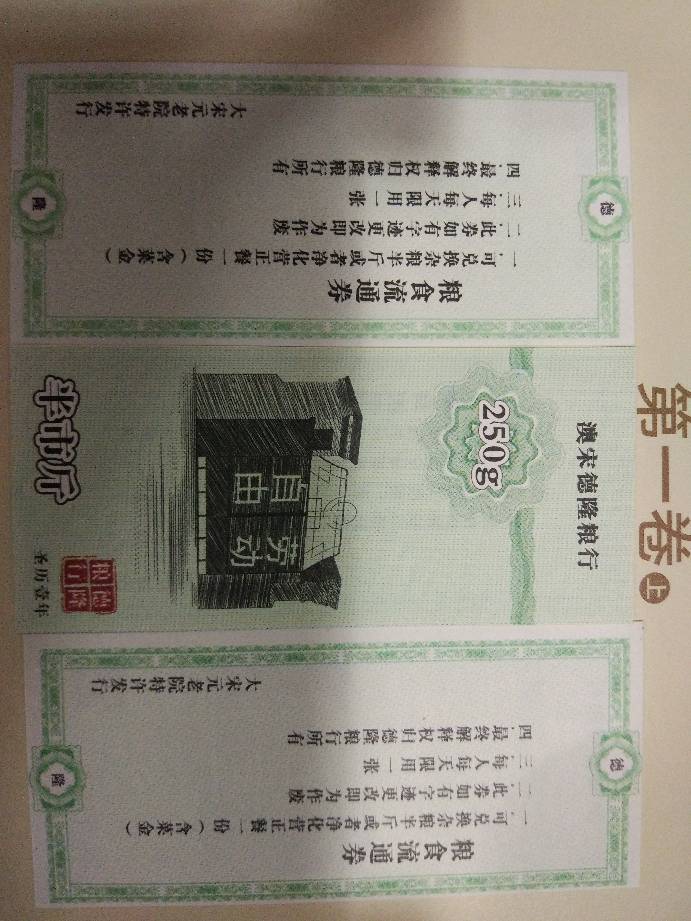 第一卷 上
粮食流通券
一.可兑换杂粮半斤或者净化营正餐一份（含菜金）
二.此券如有字迹更改即为作废
三.每人每天限用一张
四.最终解释权归德隆粮行所有
大宋元老院特许发行
德
隆
澳宋德隆粮行
250g
自由
劳动
半市斤
德隆粮行
圣历壹年
粮食流通券
一.可兑换杂粮半斤或者净化营正餐一份（含菜金）
二.此券如有字迹更改即为作废
三.每人每天限用一张
四.最终解释权归德隆粮行所有
大宋元老院特许发行
德
隆